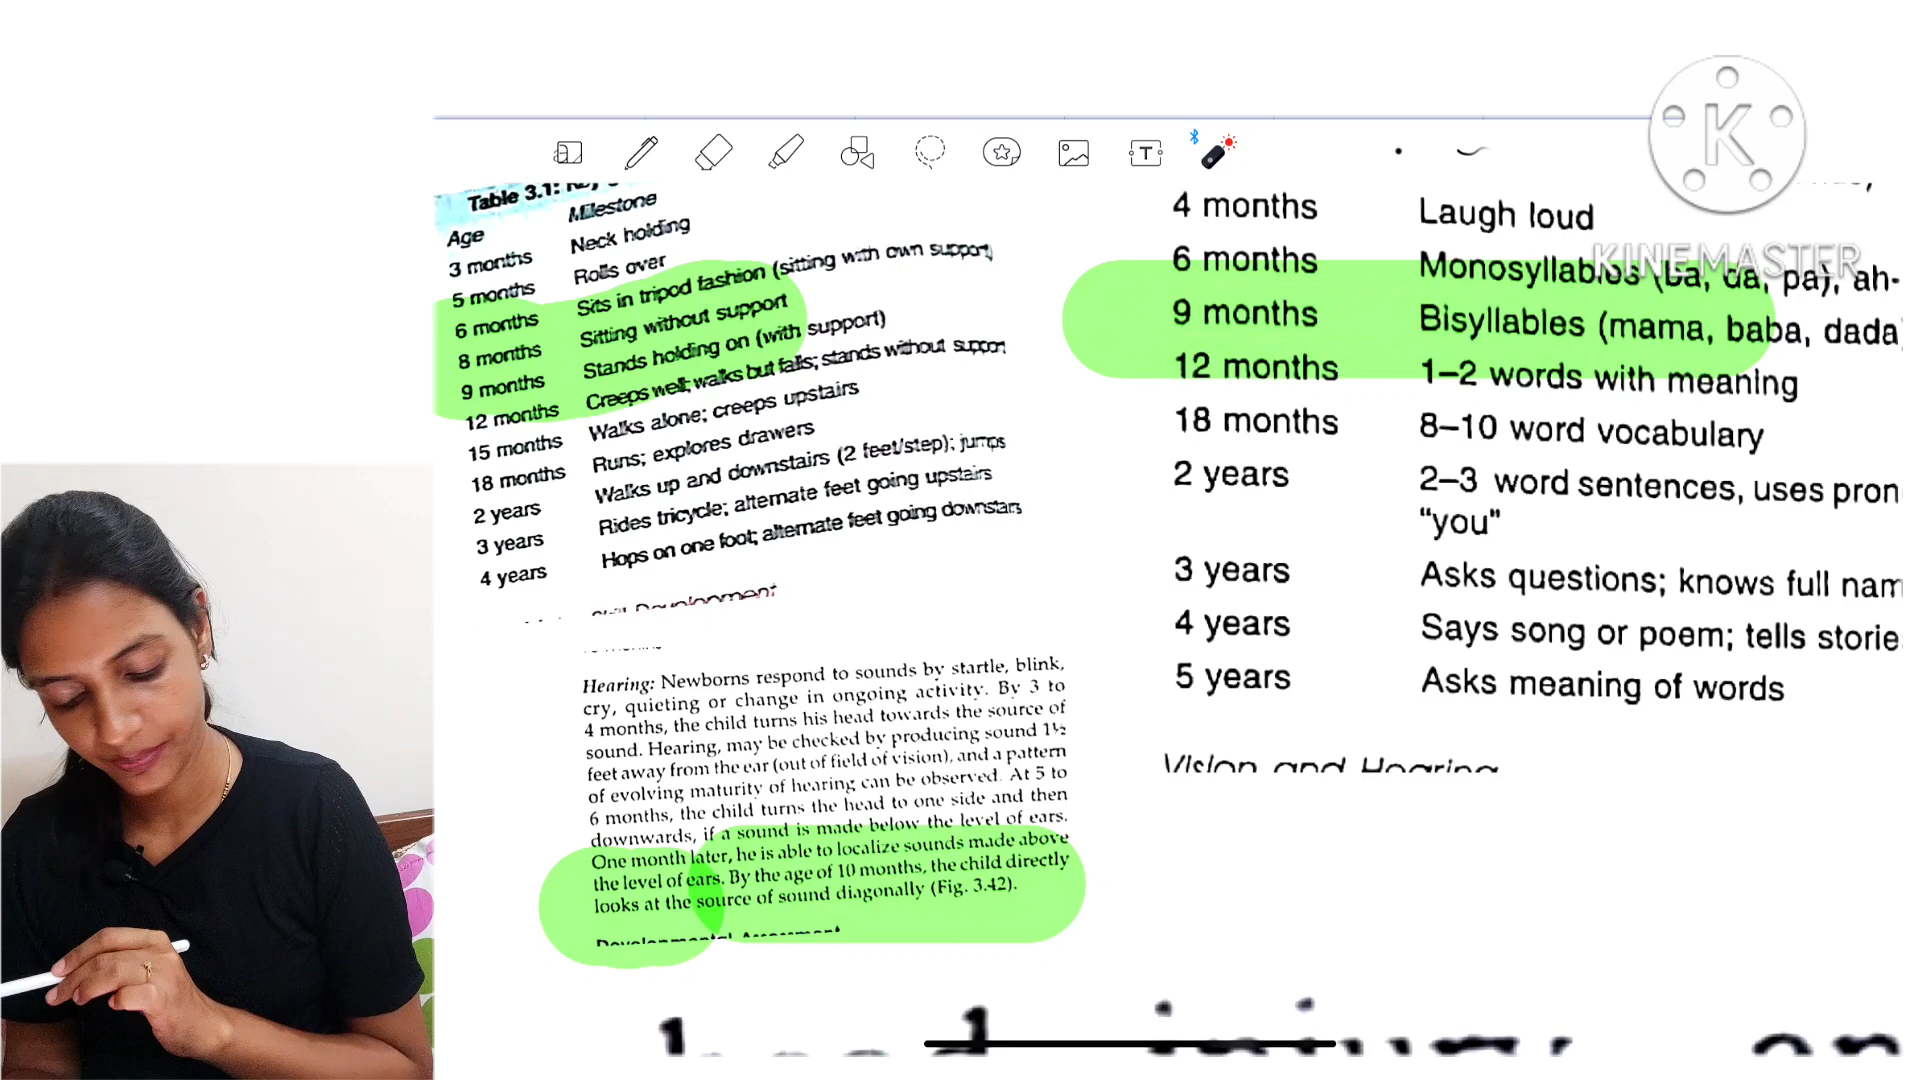 Table 3.1:
Age
Milestone
3 months
Neck holding
5 months
Rolls over
6 months
Sits in tripod fashion (sitting with own support)
8 months
Sitting without support
9 months
Stands holding on (with support)
12 months
Creeps well; walks but falls; stands without support
15 months
Walks alone; creeps upstairs
18 months
Runs; explores drawers
2 years
Walks up and downstairs (2 feet/step); jumps
3 years
Rides tricycle; alternate feet going upstairs
4 years
Hops on one foot; alternate feet going downstairs
Skill Development
Hearing: Newborns respond to sounds by startle, blink,
cry, quieting or change in ongoing activity. By 3 to
4 months, the child turns his head towards the source of
sound. Hearing, may be checked by producing sound 1½
feet away from the ear (out of field of vision), and a pattern
of evolving maturity of hearing can be observed. At 5 to
6 months, the child turns the head to one side and then
downwards, if a sound is made below the level of ears.
One month later, he is able to localize sounds made above
the level of ears. By the age of 10 months, the child directly
looks at the source of sound diagonally (Fig. 3.42).
Developmental Assessment
4 months
Laugh loud
6 months
Monosyllables (ba, da, pa), ah-
9 months
Bisyllables (mama, baba, dada)
12 months
1–2 words with meaning
18 months
8–10 word vocabulary
2 years
2–3 word sentences, uses pron
"you"
3 years
Asks questions; knows full nam
4 years
Says song or poem; tells storie
5 years
Asks meaning of words
Vision and Hearing
K
KINEMASTER
T